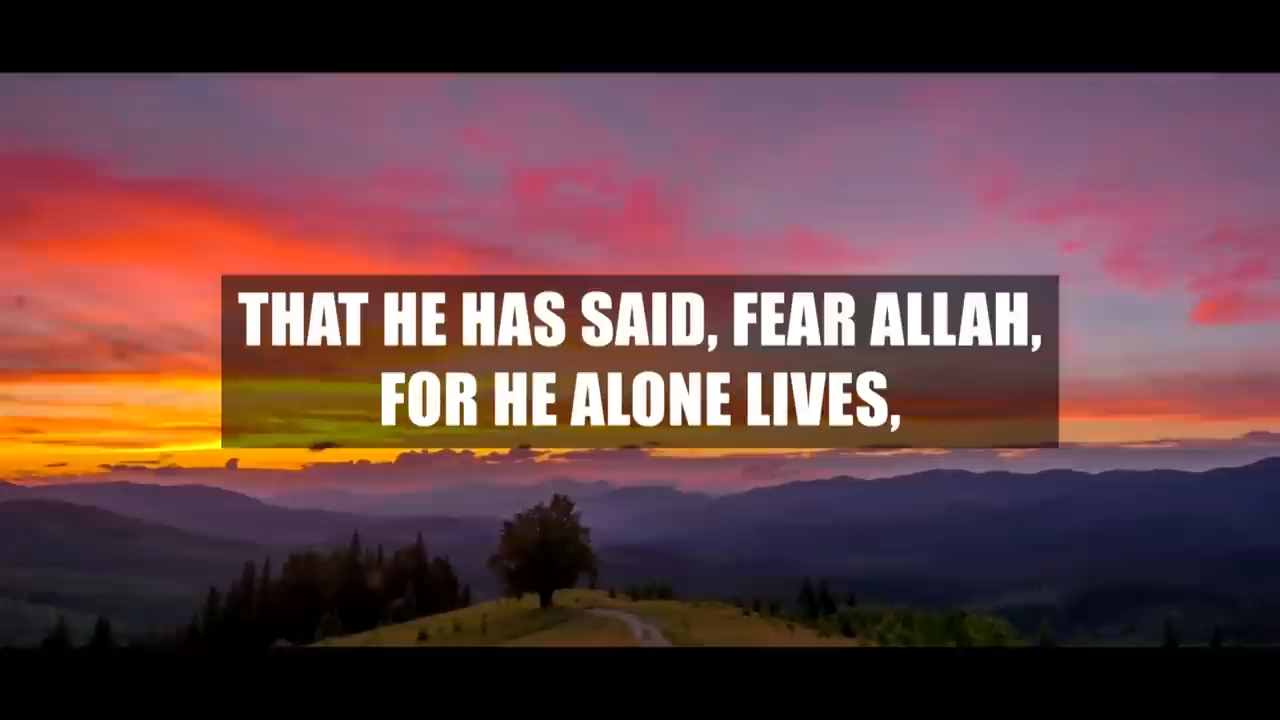 THAT HE HAS SAID, FEAR ALLAH,
FOR HE ALONE LIVES,